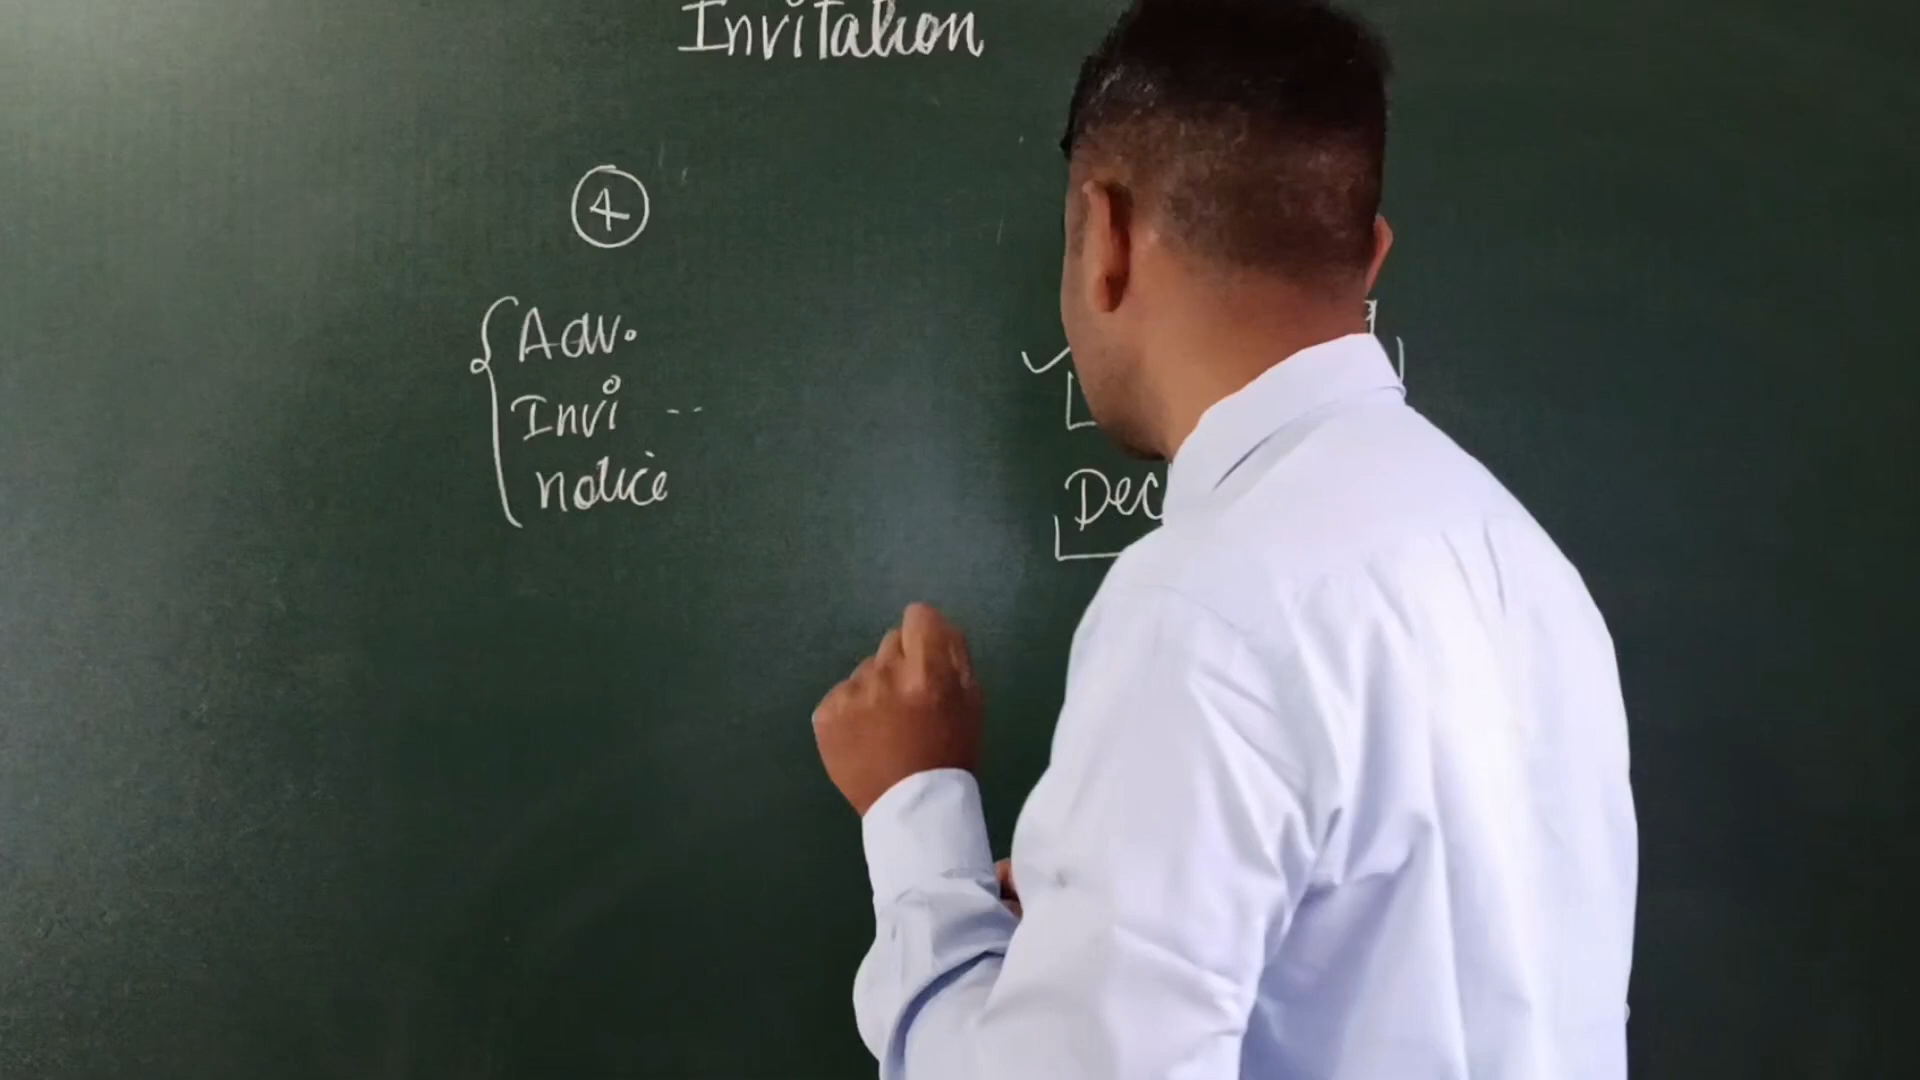 Invitation
4
Adv.
Invi --
notice
Dec